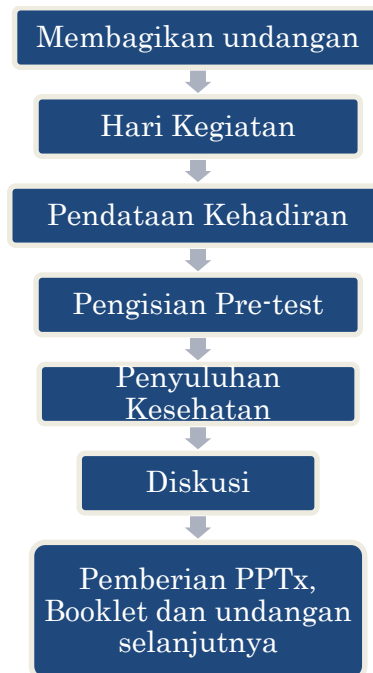 Membagikan undangan
Hari Kegiatan
Pendataan Kehadiran
Pengisian Pre-test
Penyuluhan
Kesehatan
Diskusi
Pemberian PPTx,
Booklet dan undangan
selanjutnya